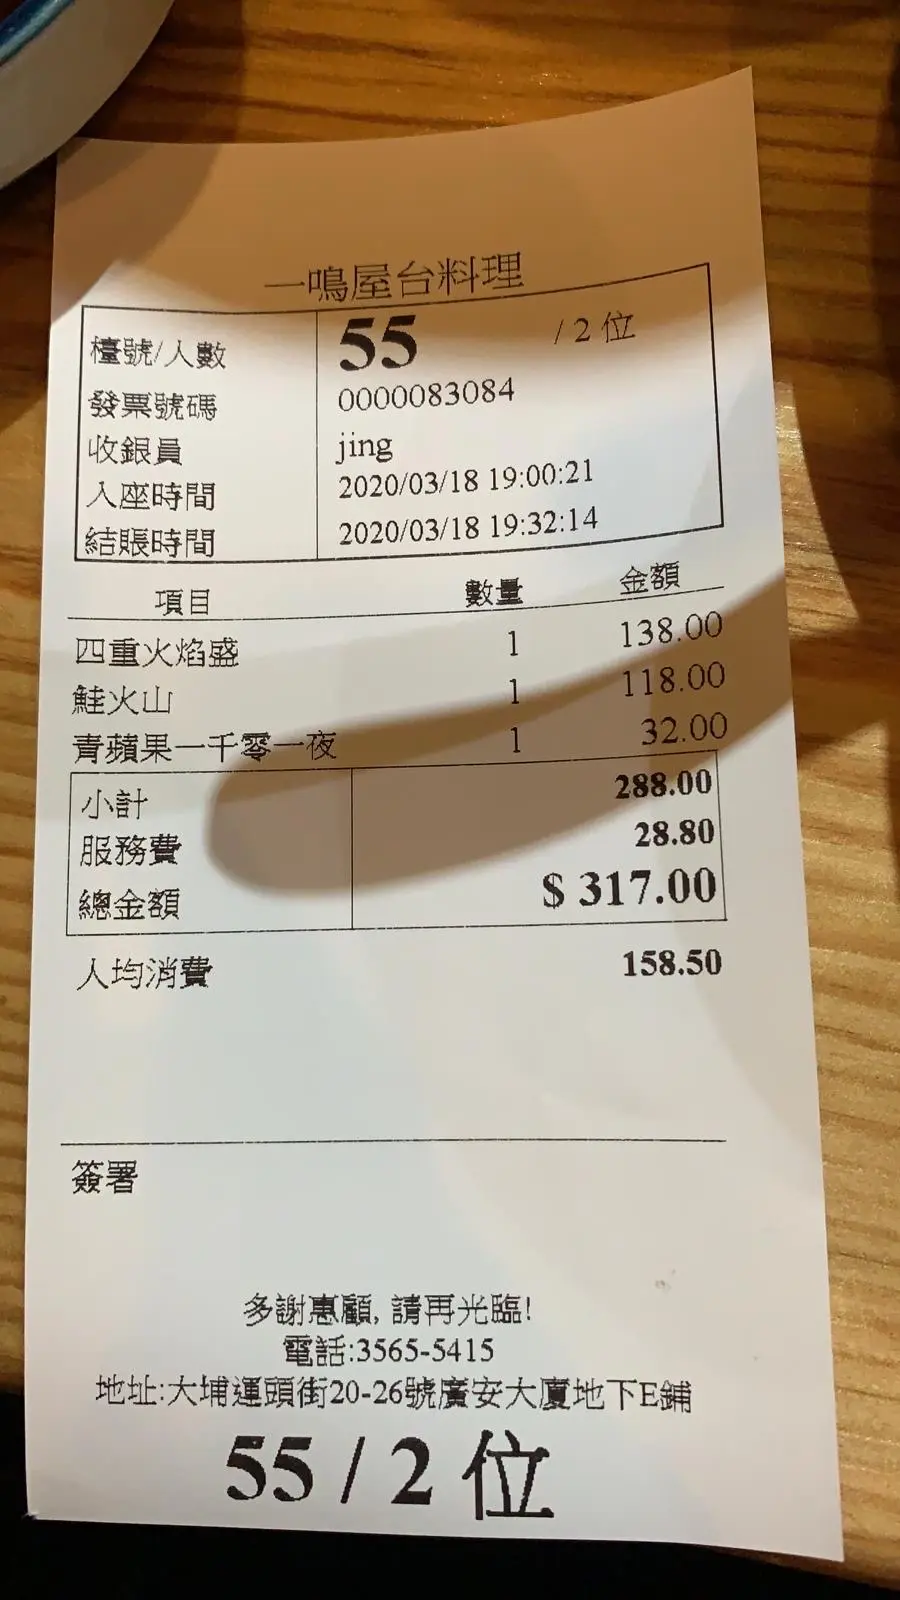 一鳴屋台料理
檯號/人數 55 / 2 位
發票號碼 0000083084
收銀員 jing
入座時間 2020/03/18 19:00:21
結賬時間 2020/03/18 19:32:14
項目 數量 金額
四重火焰盛 1 138.00
鮭火山 1 118.00
青蘋果一千零一夜 1 32.00
小計 288.00
服務費 28.80
總金額 $ 317.00
人均消費 158.50
簽署
多謝惠顧, 請再光臨!
電話:3565-5415
地址:大埔運頭街20-26號廣安大廈地下E鋪
55 / 2 位